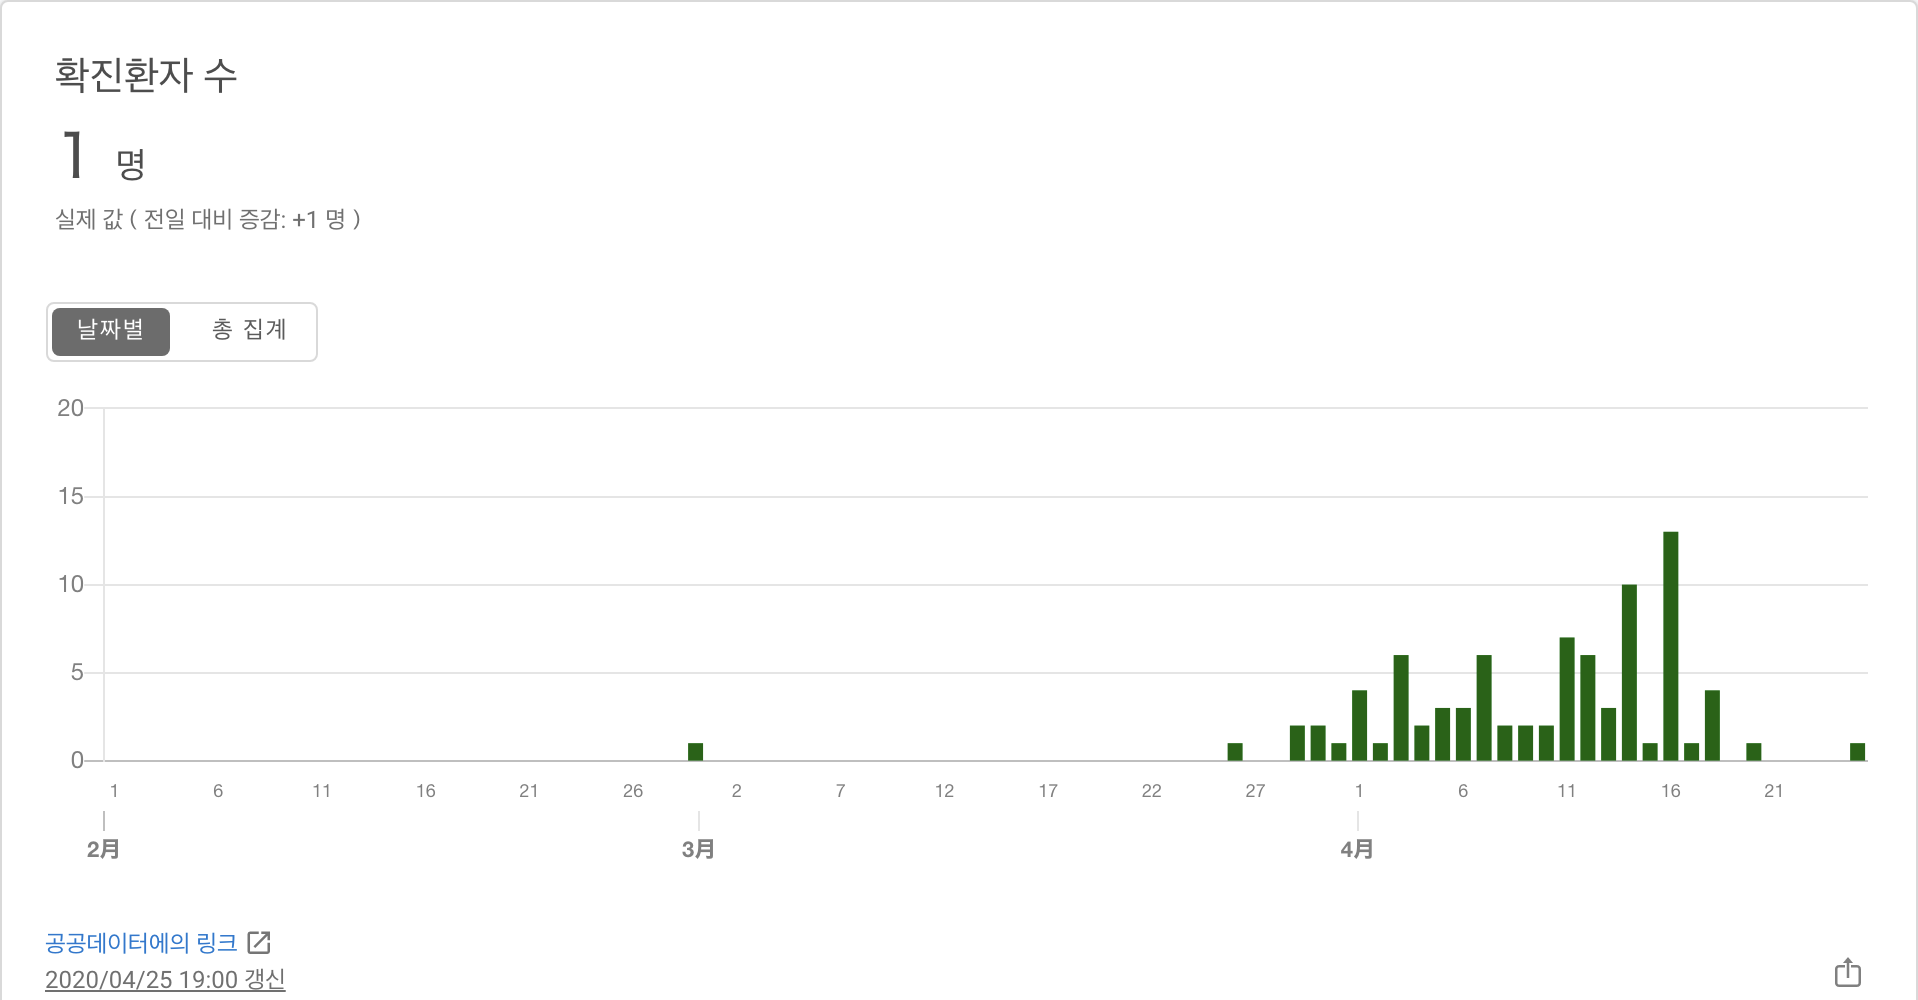 확진환자 수
1 명
실제 값 ( 전일 대비 증감: +1 명 )
날짜별 총 집계
20
15
10
5
0
1 6 11 16 21 26 2 7 12 17 22 27 1 6 11 16 21
2月 3月 4月
공공데이터에의 링크
2020/04/25 19:00 갱신